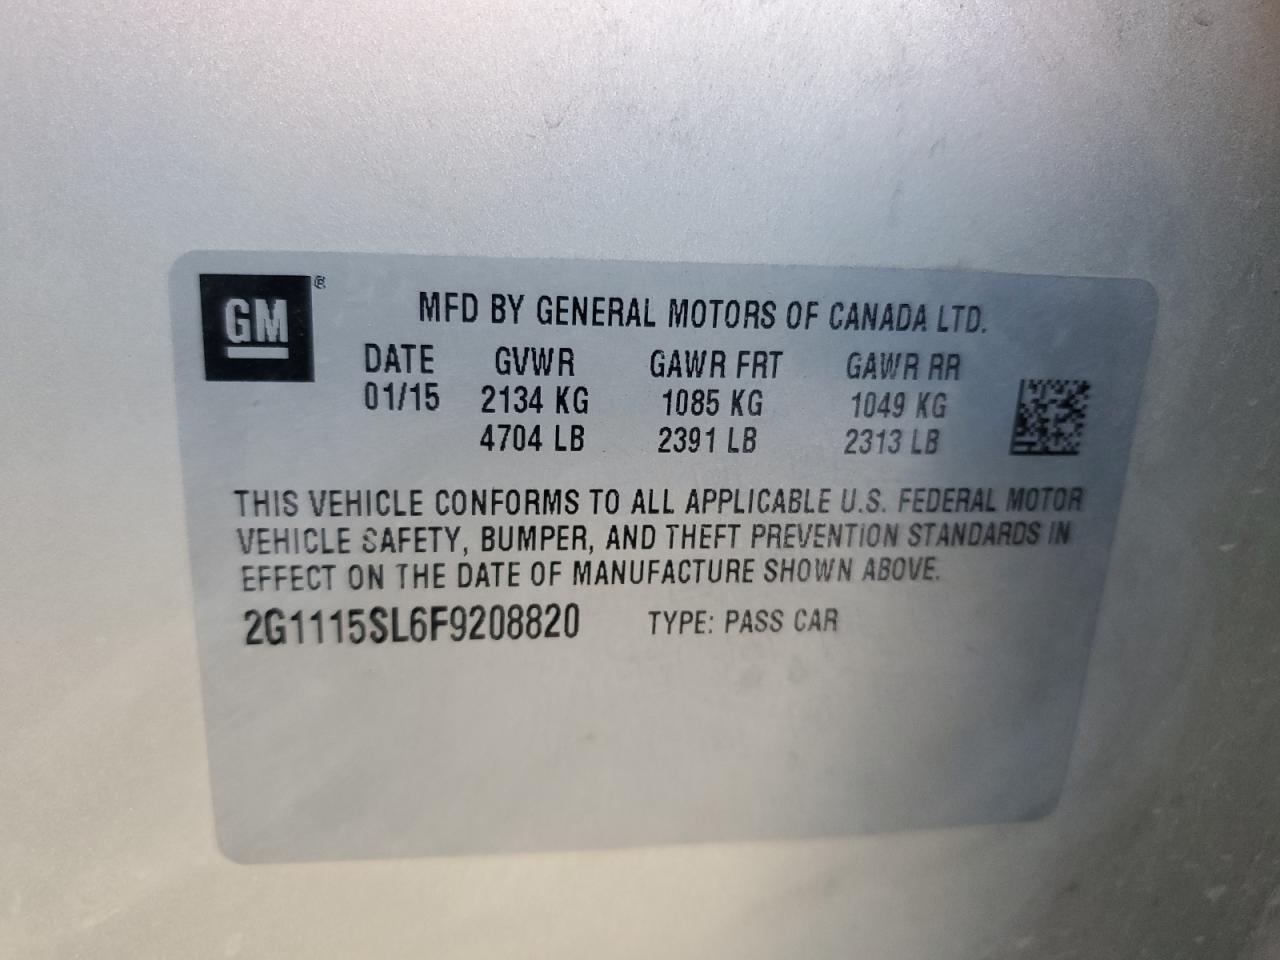 GM®
MFD BY GENERAL MOTORS OF CANADA LTD.
DATE GVWR GAWR FRT GAWR RR
01/15 2134 KG 1085 KG 1049 KG
4704 LB 2391 LB 2313 LB
THIS VEHICLE CONFORMS TO ALL APPLICABLE U.S. FEDERAL MOTOR
VEHICLE SAFETY, BUMPER, AND THEFT PREVENTION STANDARDS IN
EFFECT ON THE DATE OF MANUFACTURE SHOWN ABOVE.
2G1115SL6F9208820 TYPE: PASS CAR